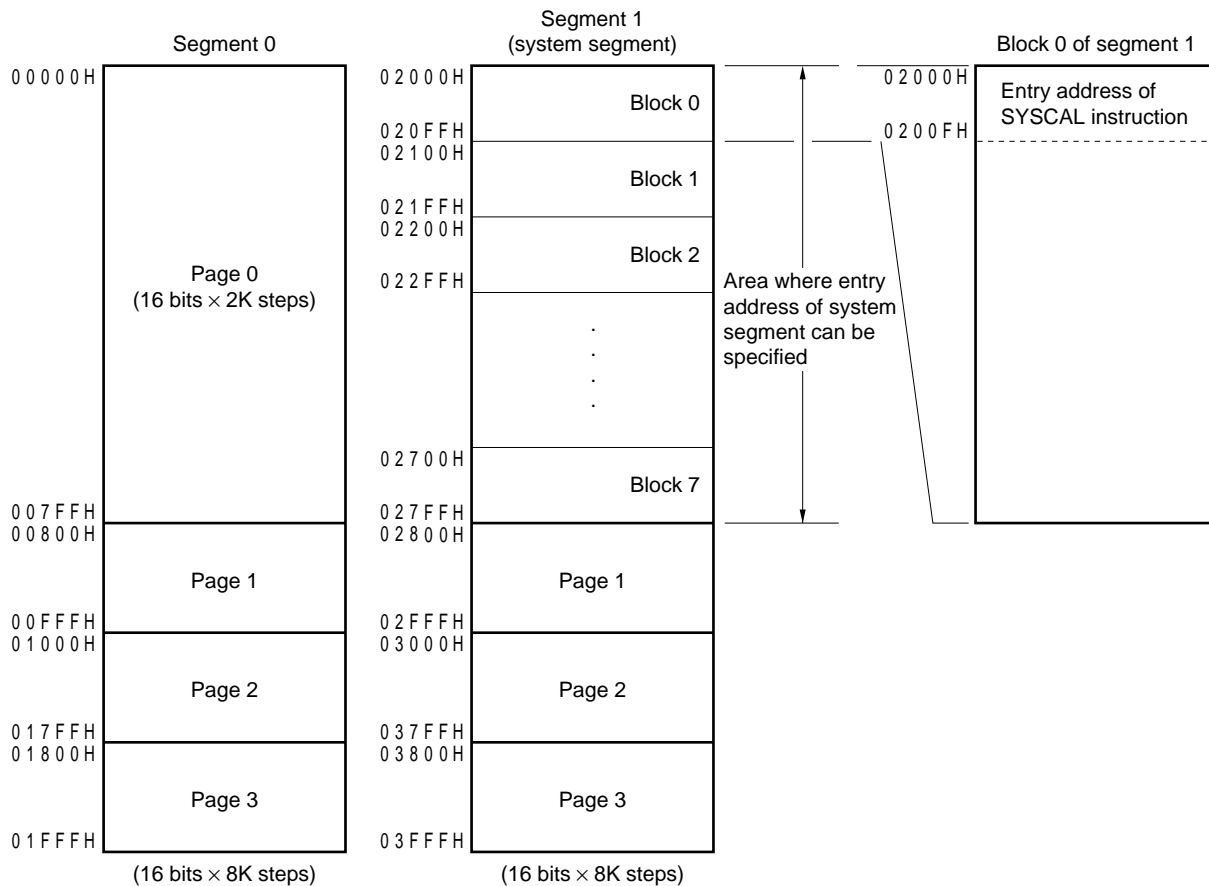 Segment 0
00000H
Page 0
(16 bits × 2K steps)
007FFH
00800H
Page 1
00FFFH
01000H
Page 2
017FFH
01800H
Page 3
01FFFH
(16 bits × 8K steps)
Segment 1
(system segment)
02000H
Block 0
020FFH
02100H
Block 1
021FFH
02200H
Block 2
022FFH
02700H
Block 7
027FFH
02800H
Page 1
02FFFH
03000H
Page 2
037FFH
03800H
Page 3
03FFFH
(16 bits × 8K steps)
Area where entry
address of system
segment can be
specified
Block 0 of segment 1
02000H
Entry address of
SYSCAL instruction
0200FH